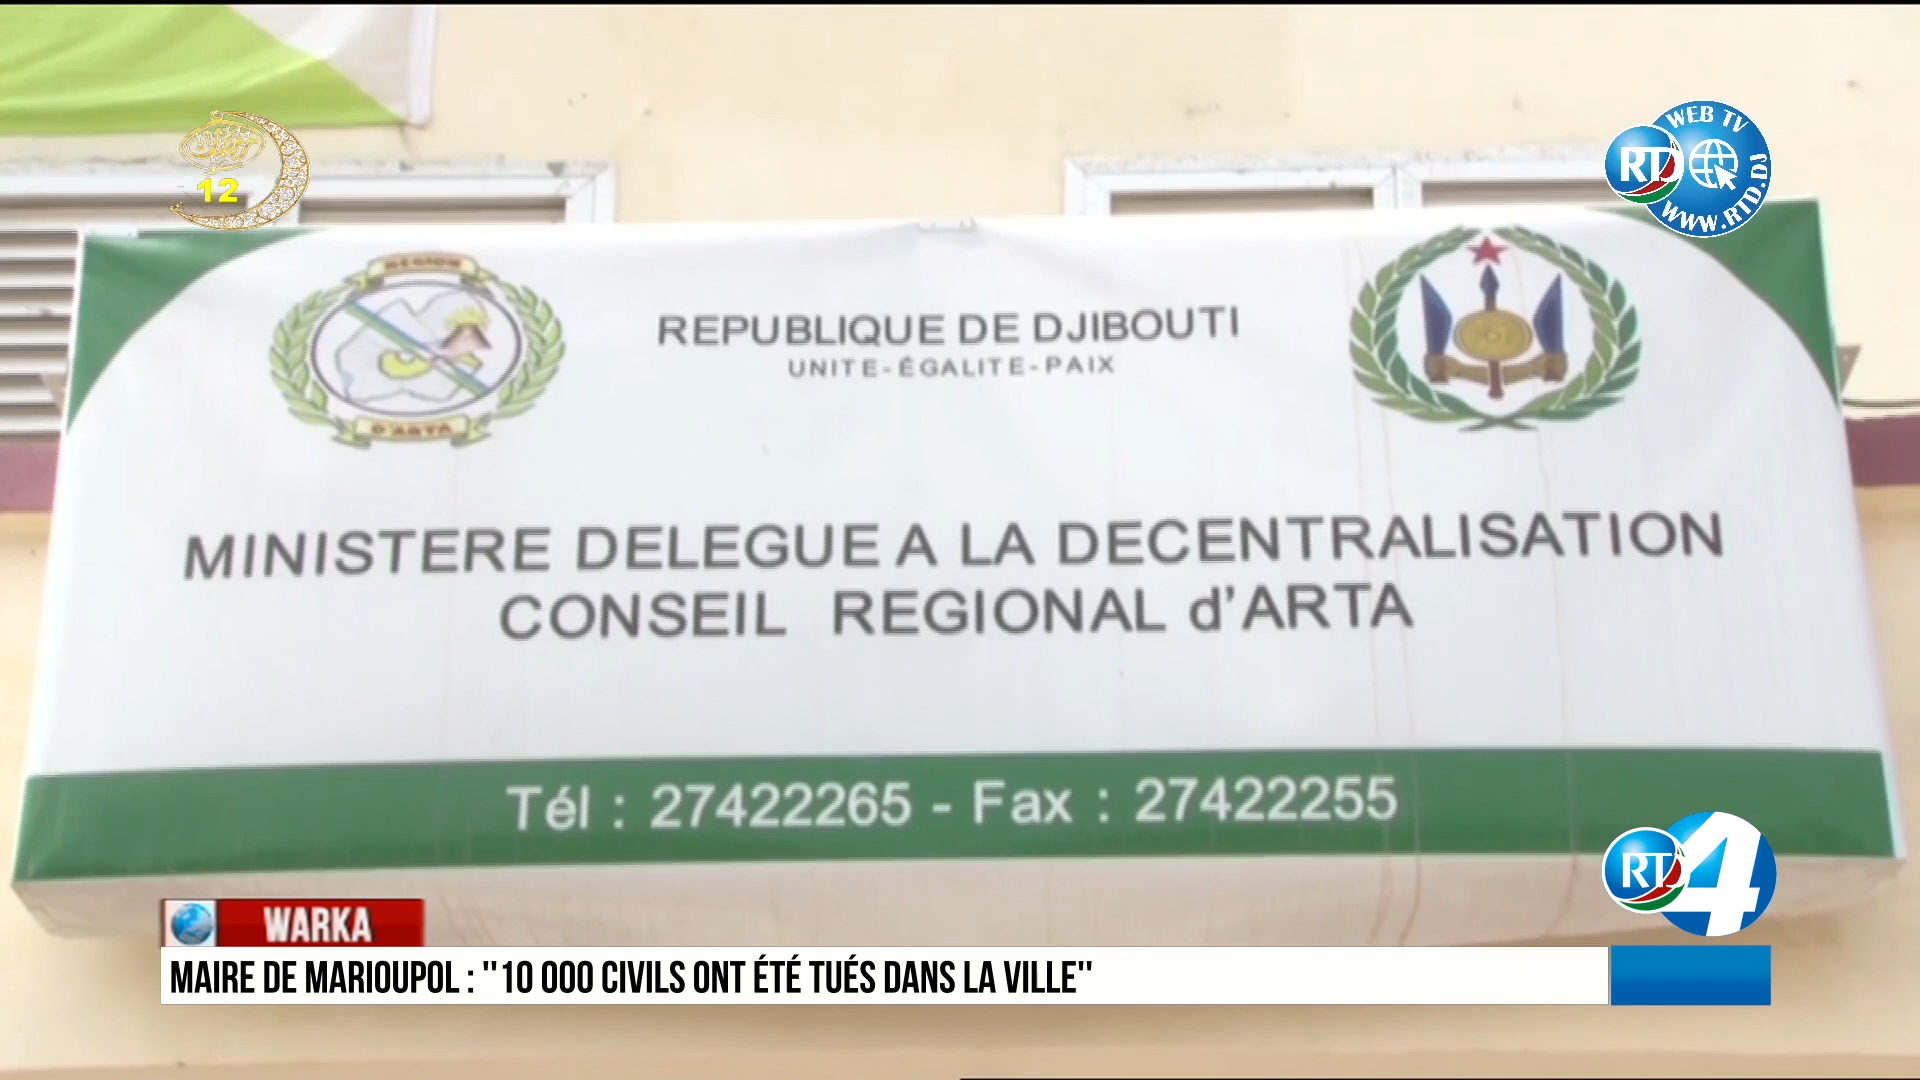 12
WEB TV
RTD
WWW.RTD.DJ
REGION
D'ARTA
REPUBLIQUE DE DJIBOUTI
UNITE-ÉGALITE-PAIX
MINISTERE DELEGUE A LA DECENTRALISATION
CONSEIL REGIONAL d'ARTA
Tél : 27422265 - Fax : 27422255
RTD 4
WARKA
MAIRE DE MARIOUPOL : "10 000 CIVILS ONT ÉTÉ TUÉS DANS LA VILLE"